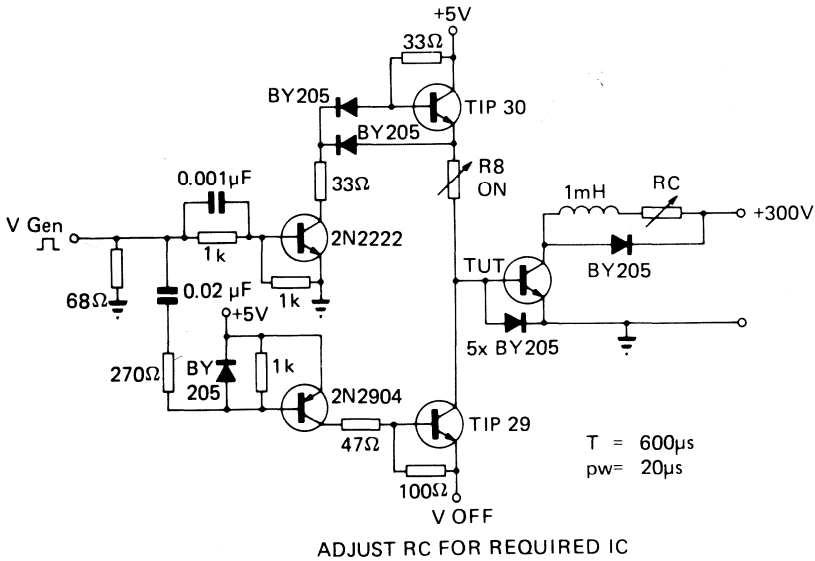 +5V
33Ω
BY205
TIP 30
BY205
0.001µF
33Ω
R8
ON
1mH
RC
+300V
V Gen
2N2222
1k
BY205
TUT
68Ω
0.02 µF
1k
+5V
5x BY205
270Ω
BY
205
1k
2N2904
47Ω
TIP 29
T = 600µs
pw= 20µs
100Ω
V OFF
ADJUST RC FOR REQUIRED IC